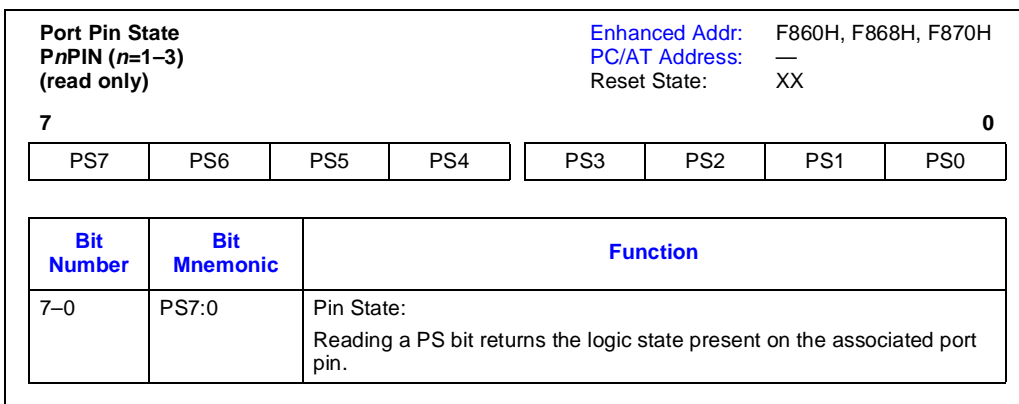 Port Pin State Enhanced Addr: F860H, F868H, F870H
PnPIN (n=1–3) PC/AT Address: —
(read only) Reset State: XX
7 0
PS7 PS6 PS5 PS4 PS3 PS2 PS1 PS0
Bit Number Bit Mnemonic Function
7–0 PS7:0 Pin State:
Reading a PS bit returns the logic state present on the associated port
pin.